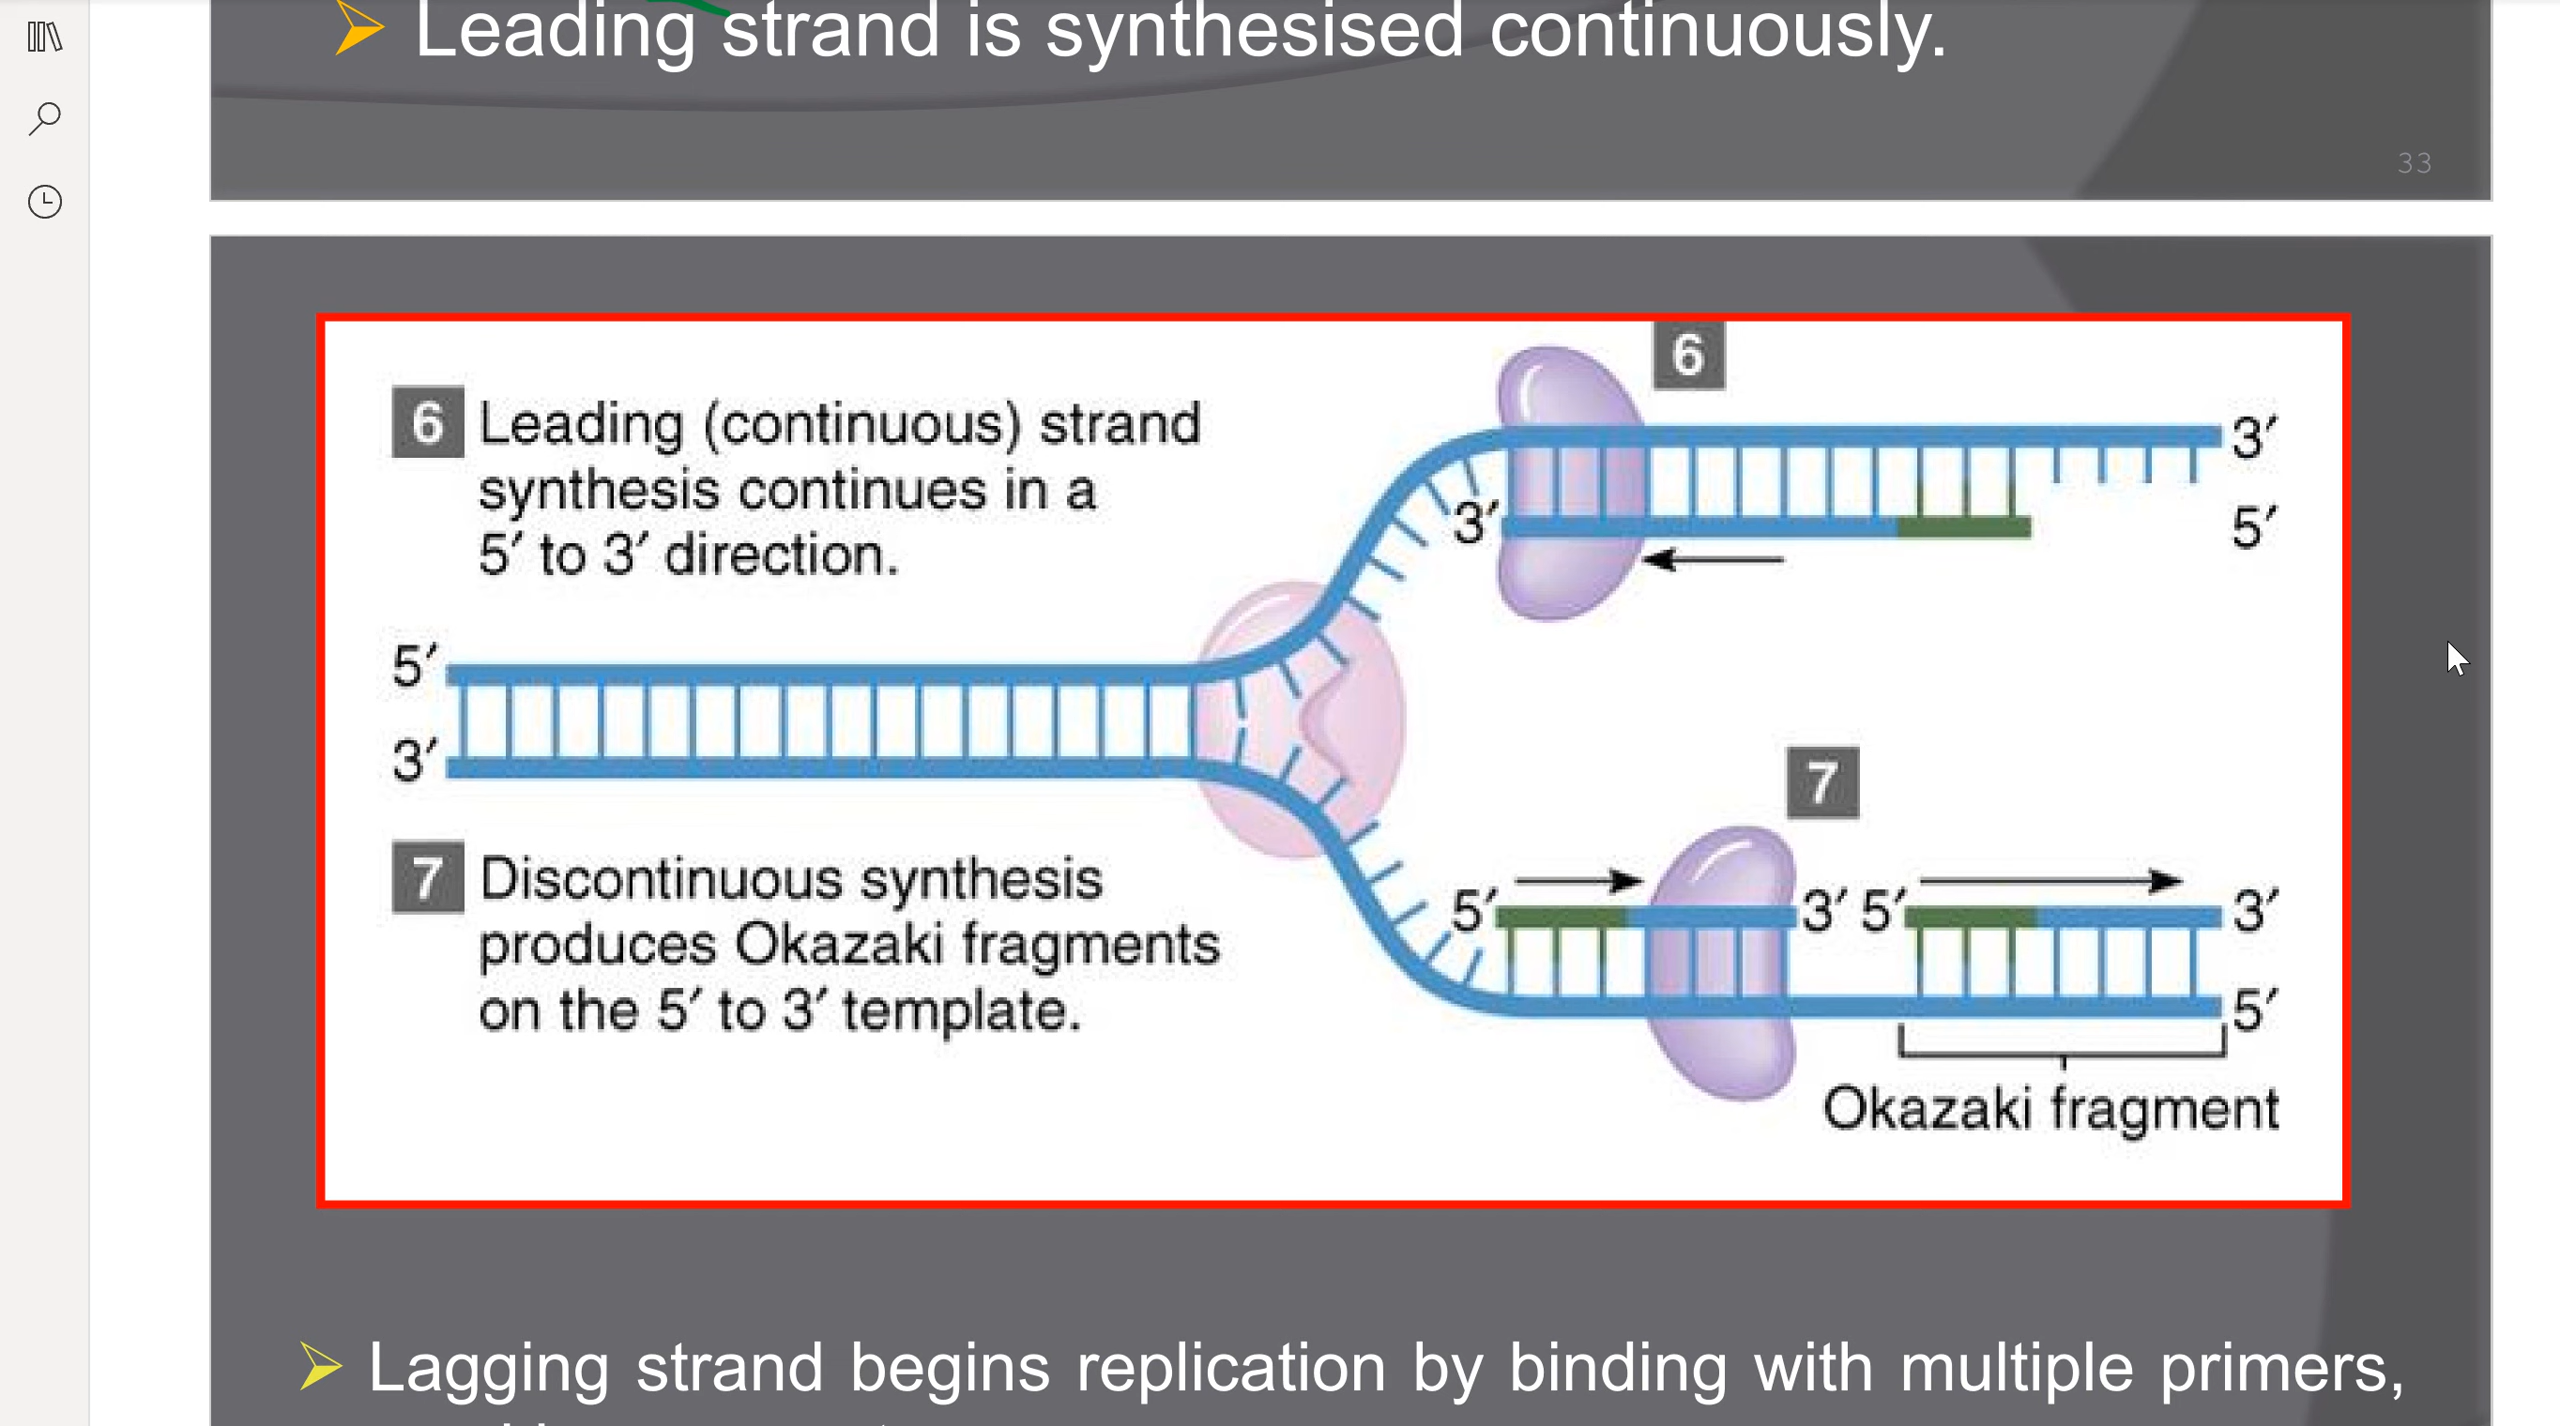 Leading strand is synthesised continuously.
33
6
6 Leading (continuous) strand
synthesis continues in a
5′ to 3′ direction.
3′
3′
5′
5′
3′
7
7 Discontinuous synthesis
produces Okazaki fragments
on the 5′ to 3′ template.
5′ 3′ 5′ 3′
5′
Okazaki fragment
Lagging strand begins replication by binding with multiple primers,